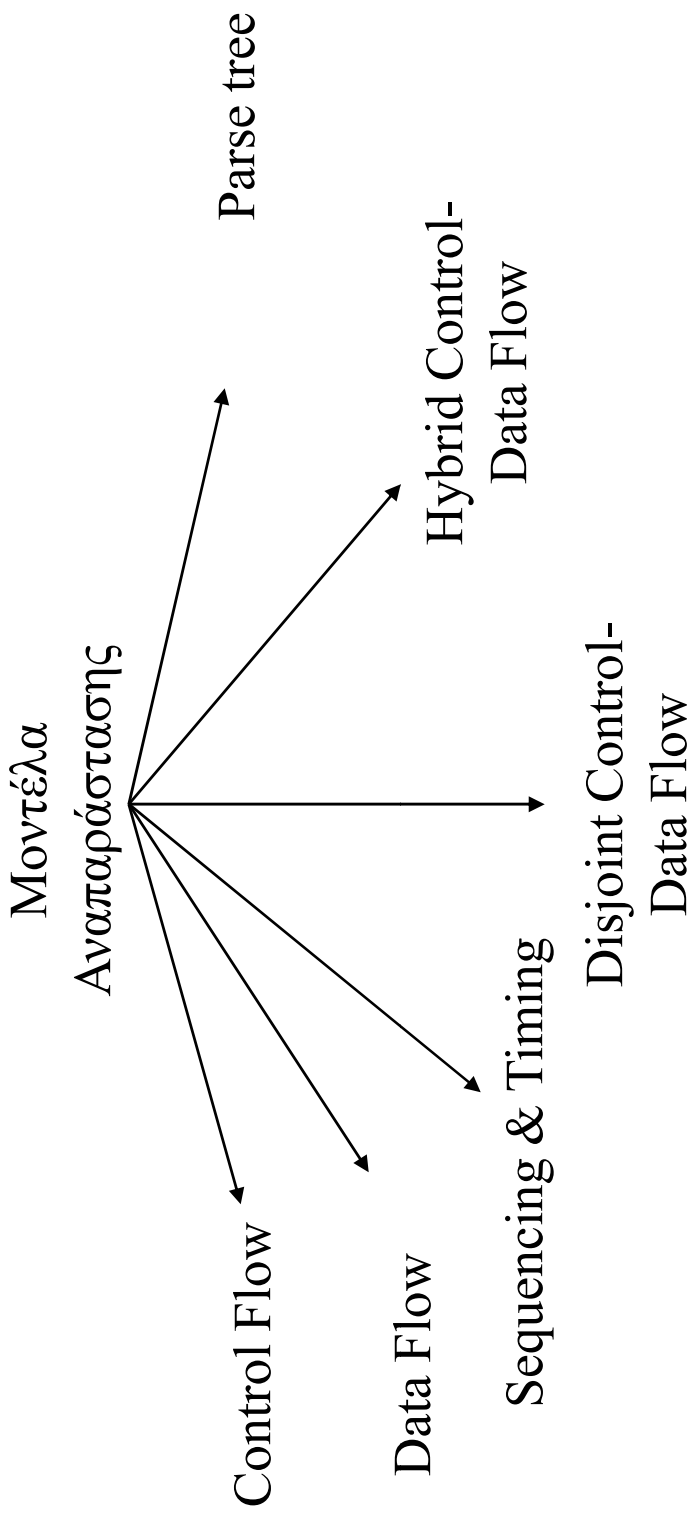 Μοντέλα
Αναπαράστασης
Control Flow
Data Flow
Sequencing & Timing
Disjoint Control-
Data Flow
Hybrid Control-
Data Flow
Parse tree